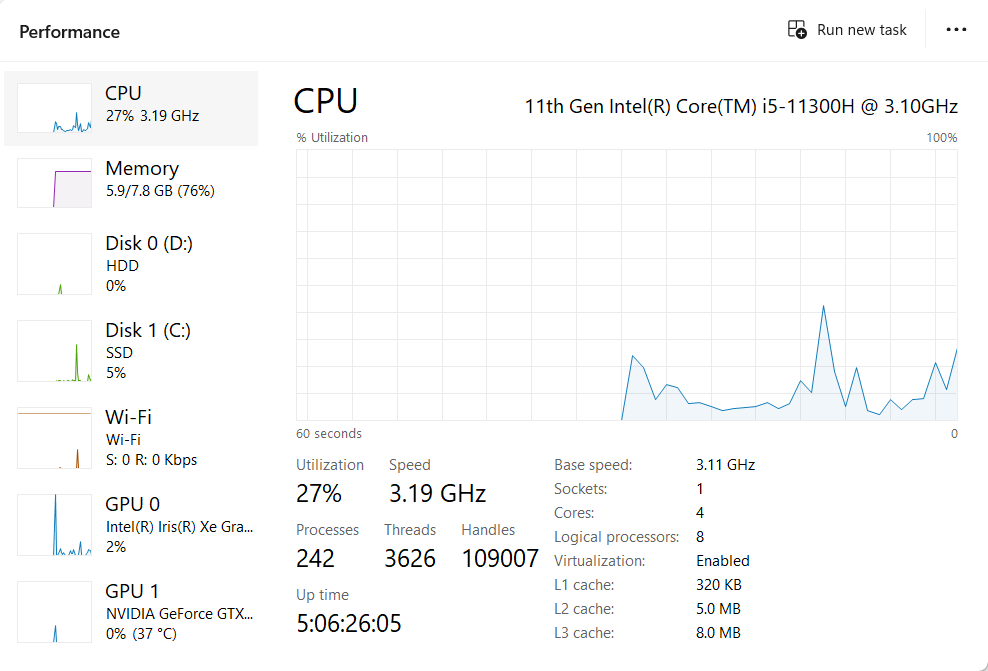 Performance
Run new task
CPU
27% 3.19 GHz
Memory
5.9/7.8 GB (76%)
Disk 0 (D:)
HDD
0%
Disk 1 (C:)
SSD
5%
Wi-Fi
Wi-Fi
S: 0 R: 0 Kbps
GPU 0
Intel(R) Iris(R) Xe Gra...
2%
GPU 1
NVIDIA GeForce GTX...
0% (37 °C)
CPU
11th Gen Intel(R) Core(TM) i5-11300H @ 3.10GHz
% Utilization
100%
60 seconds
0
Utilization
Speed
27%
3.19 GHz
Processes
Threads
Handles
242
3626
109007
Up time
5:06:26:05
Base speed: 3.11 GHz
Sockets: 1
Cores: 4
Logical processors: 8
Virtualization: Enabled
L1 cache: 320 KB
L2 cache: 5.0 MB
L3 cache: 8.0 MB